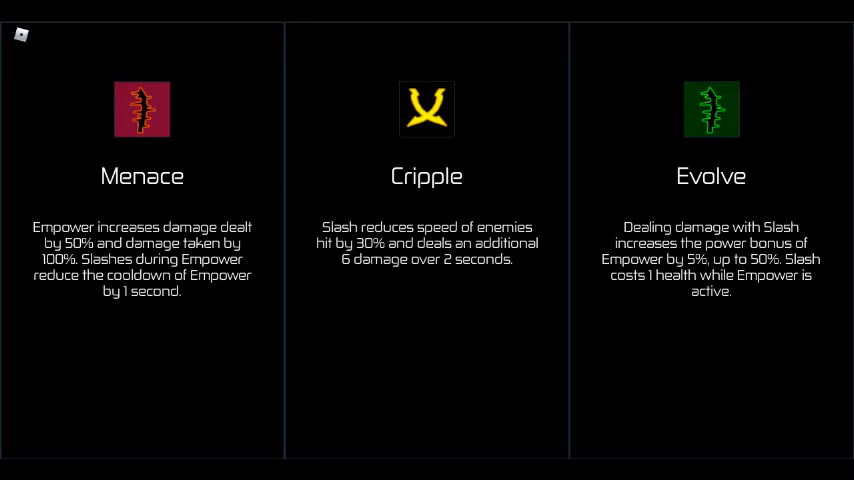 Menace
Empower increases damage dealt
by 50% and damage taken by
100%. Slashes during Empower
reduce the cooldown of Empower
by 1 second.
Cripple
Slash reduces speed of enemies
hit by 30% and deals an additional
6 damage over 2 seconds.
Evolve
Dealing damage with Slash
increases the power bonus of
Empower by 5%, up to 50%. Slash
costs 1 health while Empower is
active.